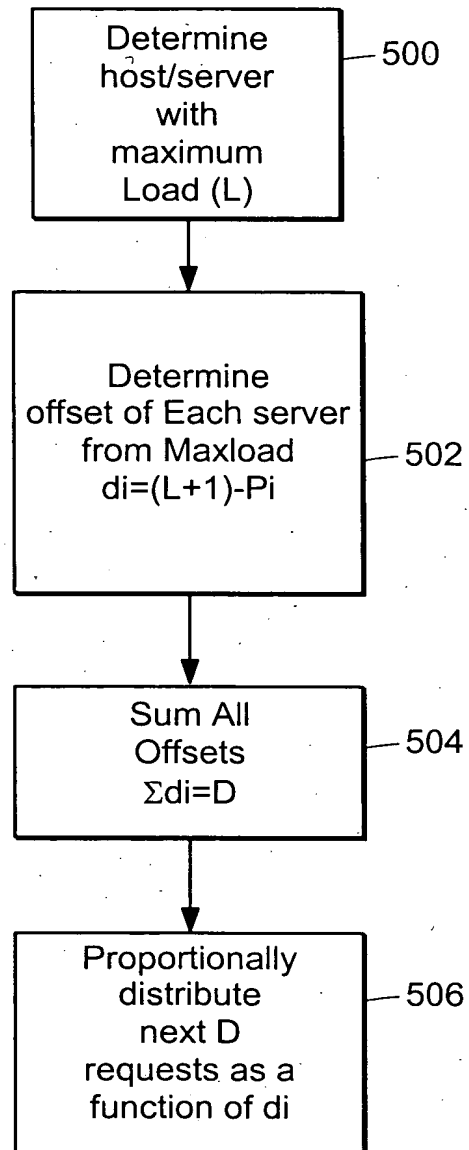 Determine
host/server
with
maximum
Load (L)
500
Determine
offset of Each server
from Maxload
di=(L+1)-Pi
502
Sum All
Offsets
Σdi=D
504
Proportionally
distribute
next D
requests as a
function of di
506